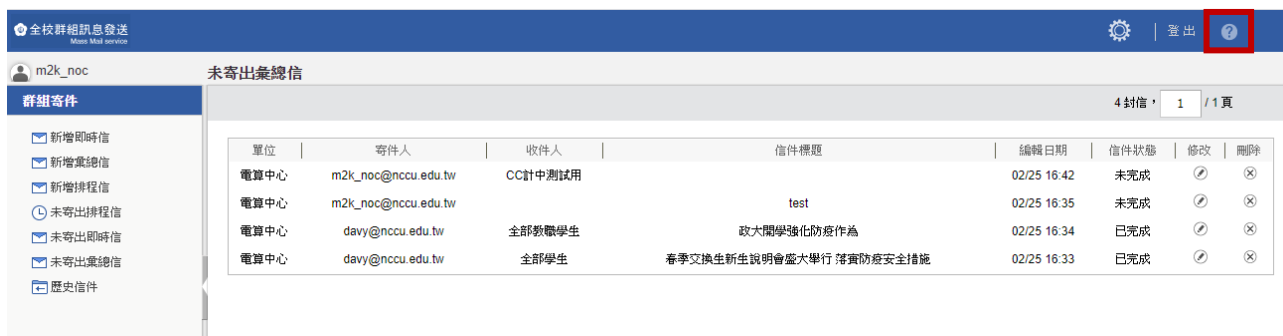 全校群組訊息發送
Mass Mail service
登出 ?
m2k_noc
未寄出彙總信
群組寄件
4 封信， 1 / 1 頁
新增即時信
新增彙總信
新增排程信
未寄出排程信
未寄出即時信
未寄出彙總信
歷史信件
單位 寄件人 收件人 信件標題 編輯日期 信件狀態 修改 刪除
電算中心 m2k_noc@nccu.edu.tw CC計中測試用 02/25 16:42 未完成
電算中心 m2k_noc@nccu.edu.tw test 02/25 16:35 未完成
電算中心 davy@nccu.edu.tw 全部教職學生 政大開學強化防疫作為 02/25 16:34 已完成
電算中心 davy@nccu.edu.tw 全部學生 春季交換生新生說明會盛大舉行 落實防疫安全措施 02/25 16:33 已完成